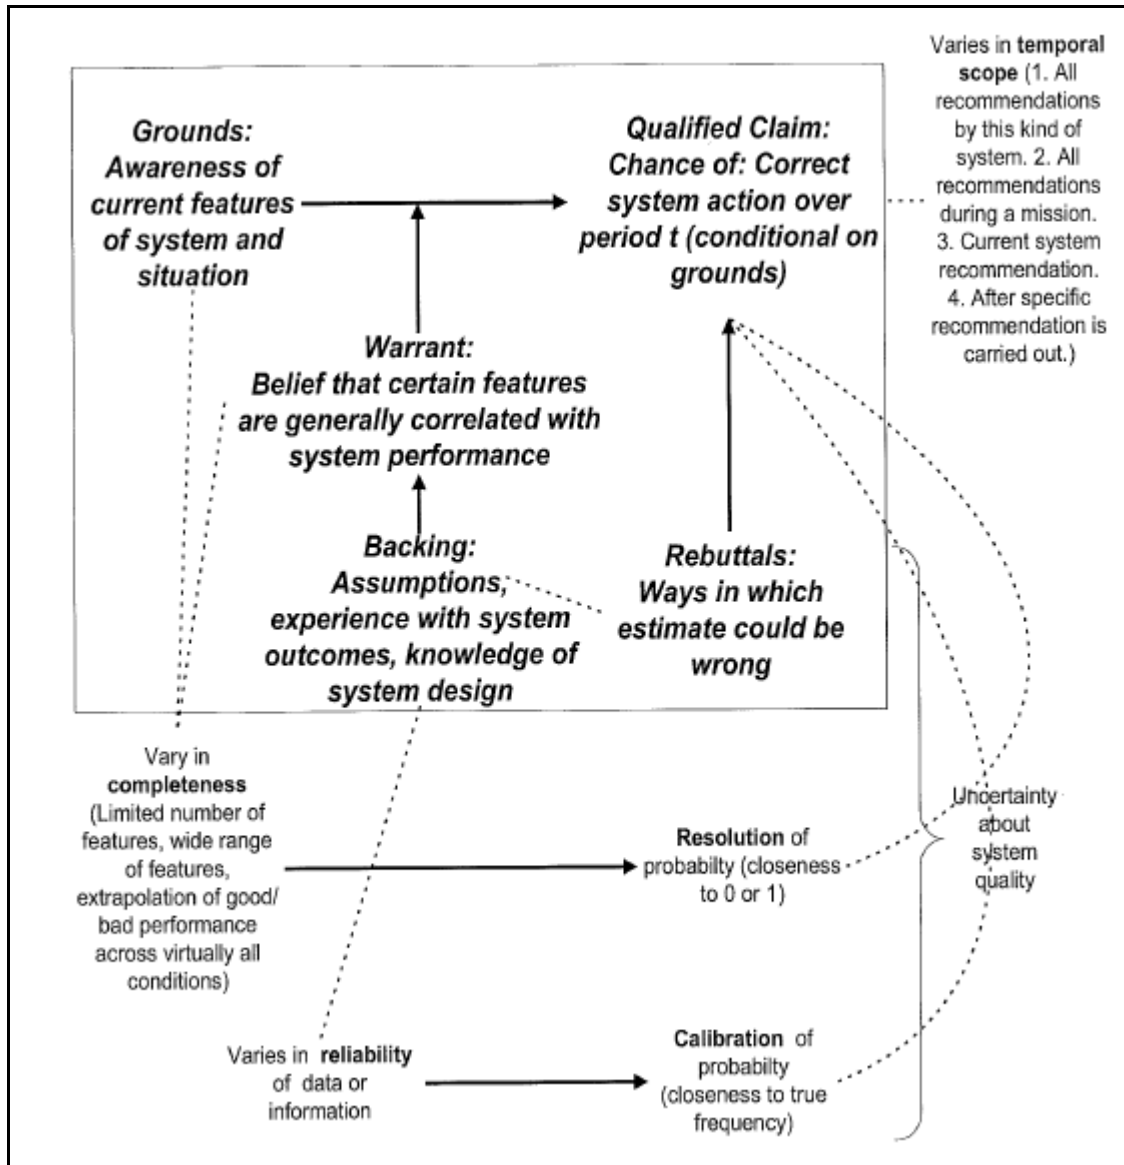 Grounds:
Awareness of
current features
of system and
situation
Qualified Claim:
Chance of: Correct
system action over
period t (conditional on
grounds)
Varies in temporal
scope (1. All
recommendations
by this kind of
system. 2. All
recommendations
during a mission.
3. Current system
recommendation.
4. After specific
recommendation is
carried out.)
Warrant:
Belief that certain features
are generally correlated with
system performance
Backing:
Assumptions,
experience with system
outcomes, knowledge of
system design
Rebuttals:
Ways in which
estimate could be
wrong
Vary in
completeness
(Limited number of
features, wide range
of features,
extrapolation of good/
bad performance
across virtually all
conditions)
Resolution of
probabilty (closeness
to 0 or 1)
Uncertainty
about
system
quality
Varies in reliability
of data or
information
Calibration of
probabilty
(closeness to true
frequency)